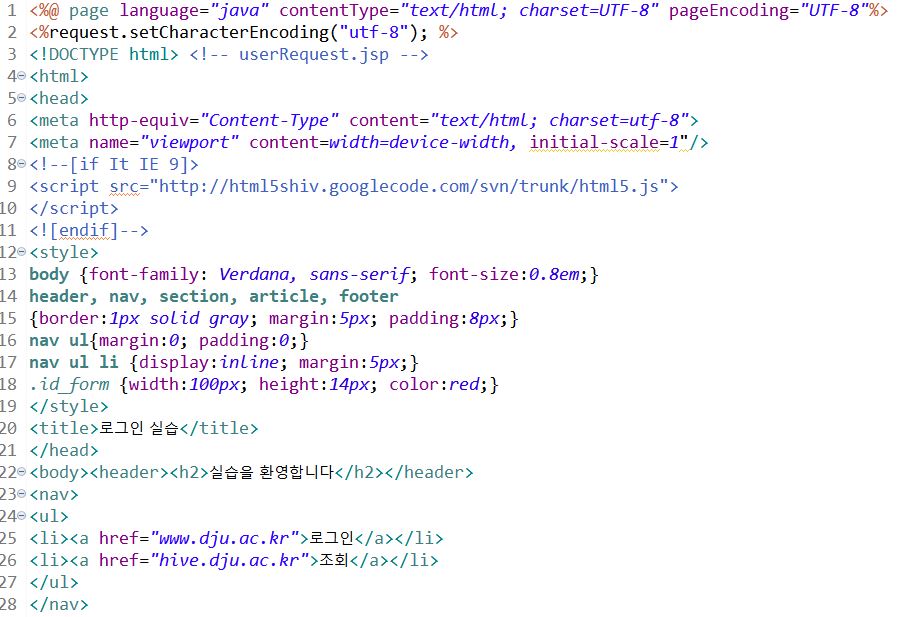 1 <%@ page language="java" contentType="text/html; charset=UTF-8" pageEncoding="UTF-8"%>
2 <%request.setCharacterEncoding("utf-8"); %>
3 <!DOCTYPE html> <!-- userRequest.jsp -->
4 <html>
5 <head>
6 <meta http-equiv="Content-Type" content="text/html; charset=utf-8">
7 <meta name="viewport" content=width=device-width, initial-scale=1"/>
8 <!--[if It IE 9]>
9 <script src="http://html5shiv.googlecode.com/svn/trunk/html5.js">
10 </script>
11 <![endif]-->
12 <style>
13 body {font-family: Verdana, sans-serif; font-size:0.8em;}
14 header, nav, section, article, footer
15 {border:1px solid gray; margin:5px; padding:8px;}
16 nav ul{margin:0; padding:0;}
17 nav ul li {display:inline; margin:5px;}
18 .id_form {width:100px; height:14px; color:red;}
19 </style>
20 <title>로그인 실습</title>
21 </head>
22 <body><header><h2>실습을 환영합니다</h2></header>
23 <nav>
24 <ul>
25 <li><a href="www.dju.ac.kr">로그인</a></li>
26 <li><a href="hive.dju.ac.kr">조회</a></li>
27 </ul>
28 </nav>